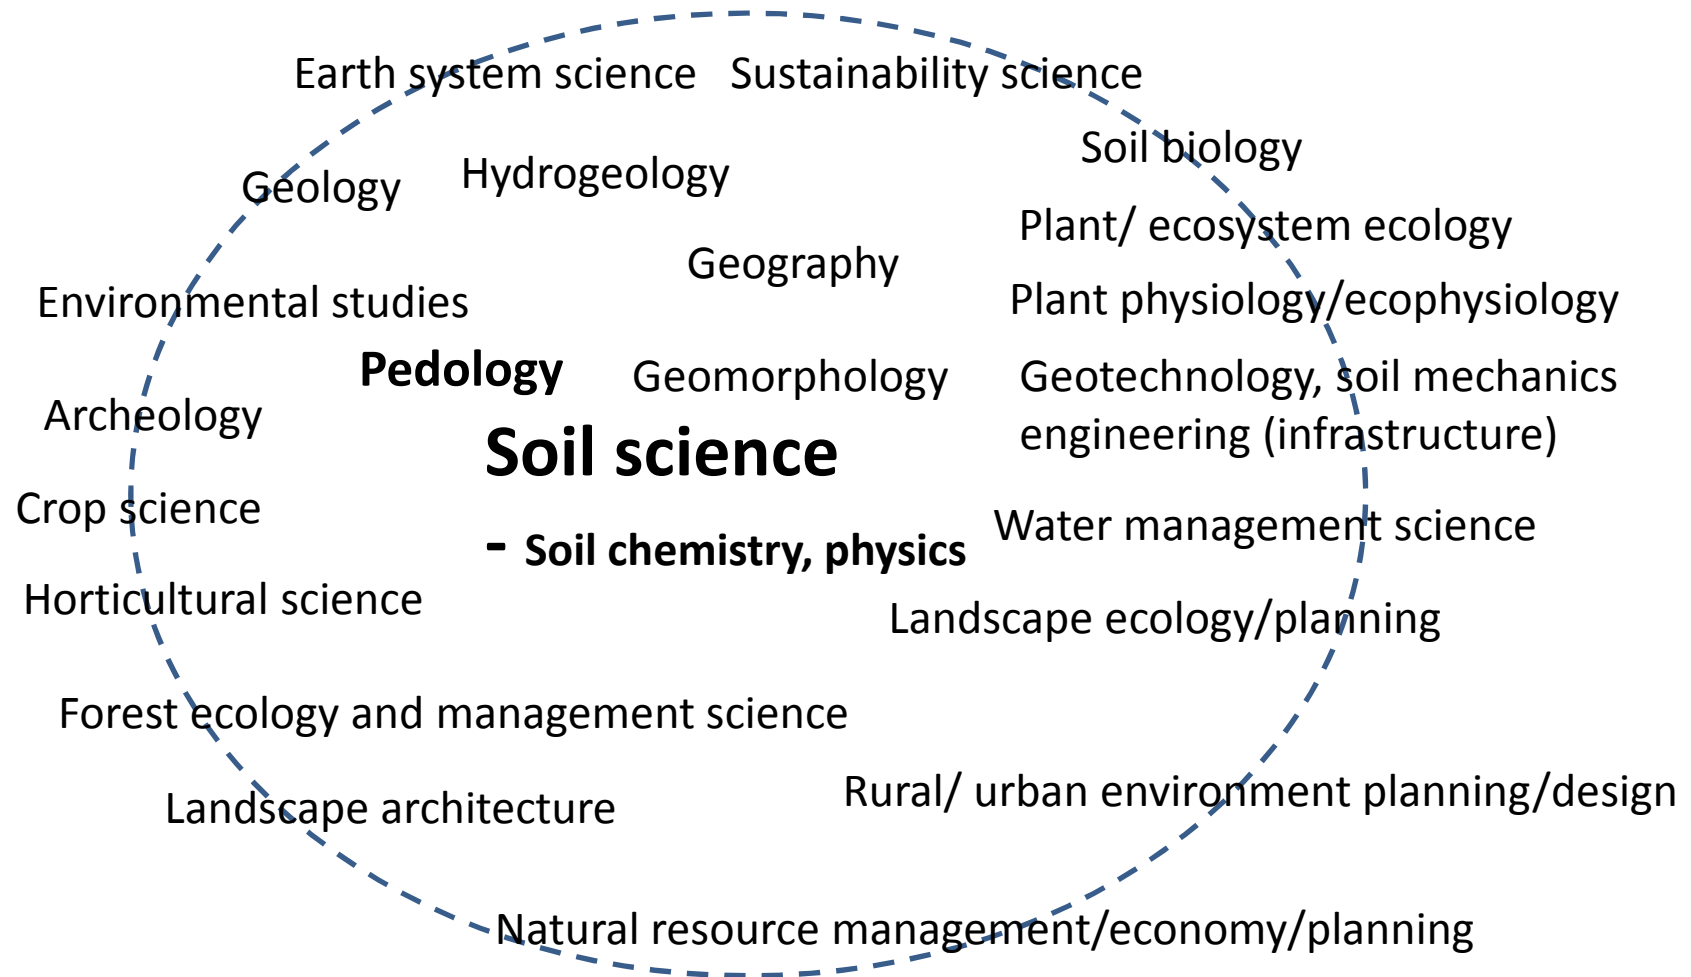 Earth system science
Sustainability science
Soil biology
Geology
Hydrogeology
Plant/ ecosystem ecology
Geography
Environmental studies
Plant physiology/ecophysiology
Pedology
Geomorphology
Geotechnology, soil mechanics
engineering (infrastructure)
Archeology
Soil science
Crop science
- Soil chemistry, physics
Water management science
Horticultural science
Landscape ecology/planning
Forest ecology and management science
Landscape architecture
Rural/ urban environment planning/design
Natural resource management/economy/planning